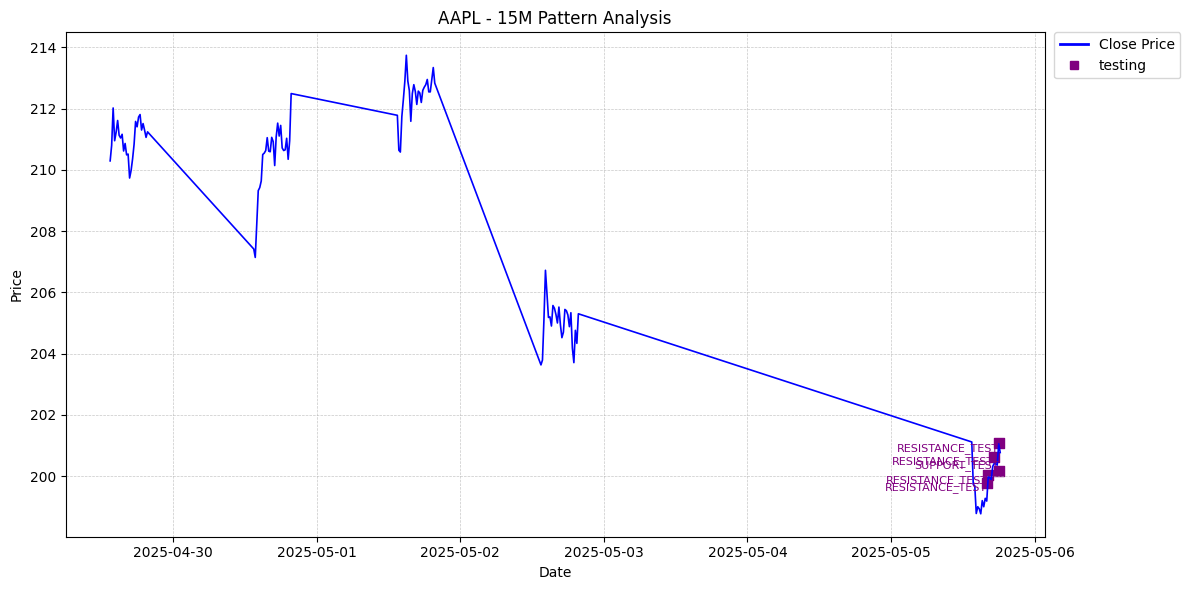 AAPL - 15M Pattern Analysis
Close Price
testing
Price
214
212
210
208
206
204
202
200
RESISTANCE_TEST
RESISTANCE_TEST
SUPPORT_TEST
RESISTANCE_TEST
RESISTANCE_TEST
2025-04-30
2025-05-01
2025-05-02
2025-05-03
2025-05-04
2025-05-05
2025-05-06
Date